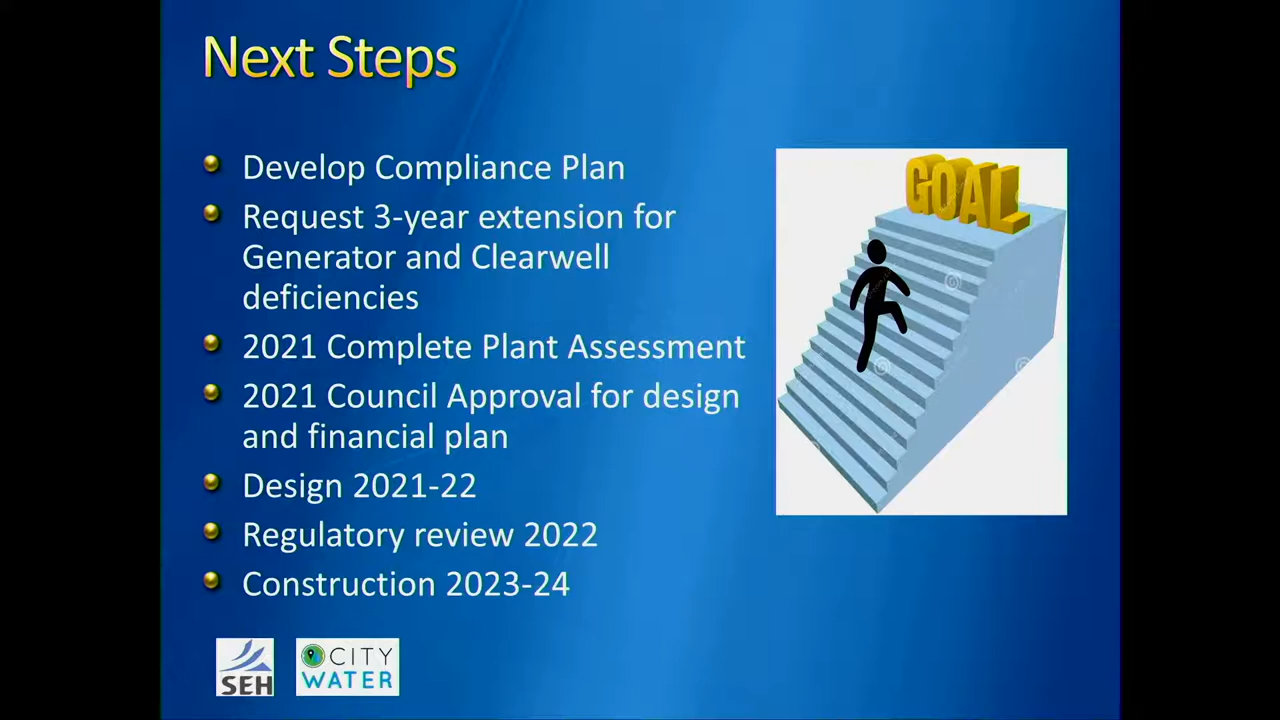 Next Steps
Develop Compliance Plan
Request 3-year extension for
Generator and Clearwell
deficiencies
2021 Complete Plant Assessment
2021 Council Approval for design
and financial plan
Design 2021-22
Regulatory review 2022
Construction 2023-24
GOAL
SEH
CITY
WATER